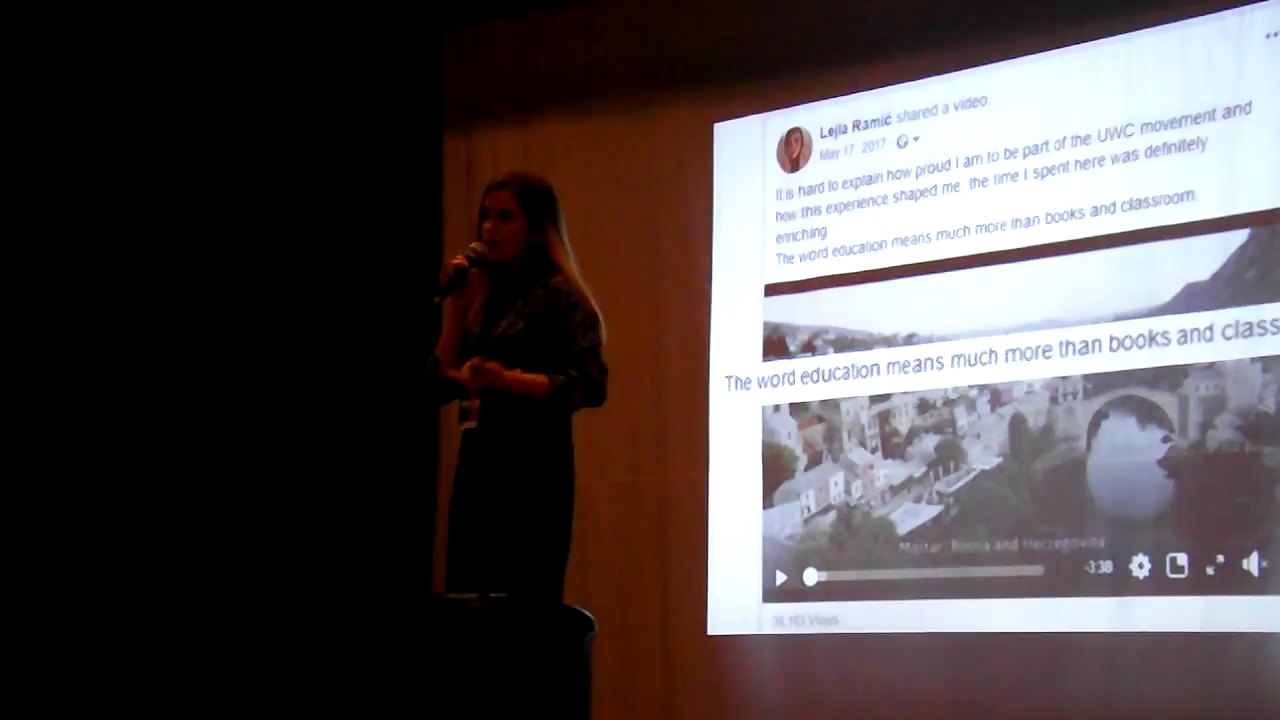 Lejla Ramić shared a video.
May 17, 2017
It is hard to explain how proud I am to be part of the UWC movement and
how this experience shaped me. the time I spent here was definitely
enriching.
The word education means much more than books and classroom.
The word education means much more than books and class
Mostar, Bosna and Herzegovina
-3:38
Views